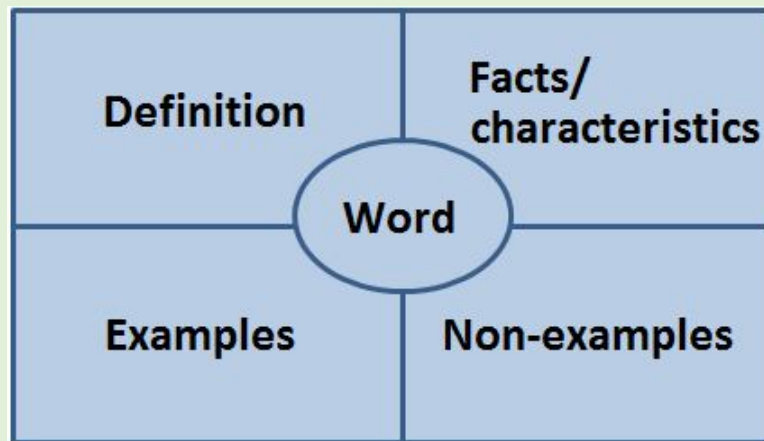 Definition
Facts/
characteristics
Word
Examples
Non-examples